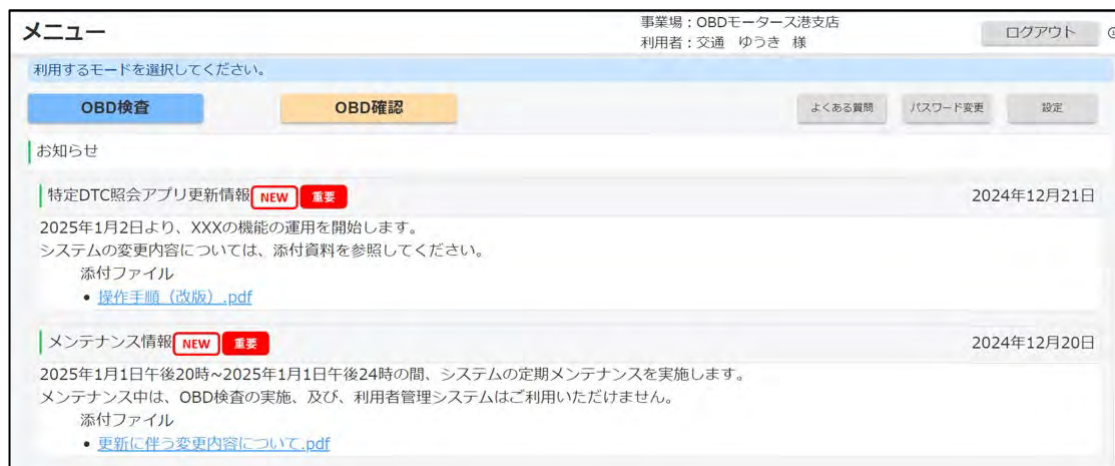 メニュー
事業場：OBDモータース港支店
利用者：交通　ゆうき　様
ログアウト
利用するモードを選択してください。
OBD検査
OBD確認
よくある質問
パスワード変更
設定
お知らせ
特定DTC照会アプリ更新情報 NEW 重要 2024年12月21日
2025年1月2日より、XXXの機能の運用を開始します。
システムの変更内容については、添付資料を参照してください。
添付ファイル
• 操作手順（改版）.pdf
メンテナンス情報 NEW 重要 2024年12月20日
2025年1月1日午後20時~2025年1月1日午後24時の間、システムの定期メンテナンスを実施します。
メンテナンス中は、OBD検査の実施、及び、利用者管理システムはご利用いただけません。
添付ファイル
• 更新に伴う変更内容について.pdf